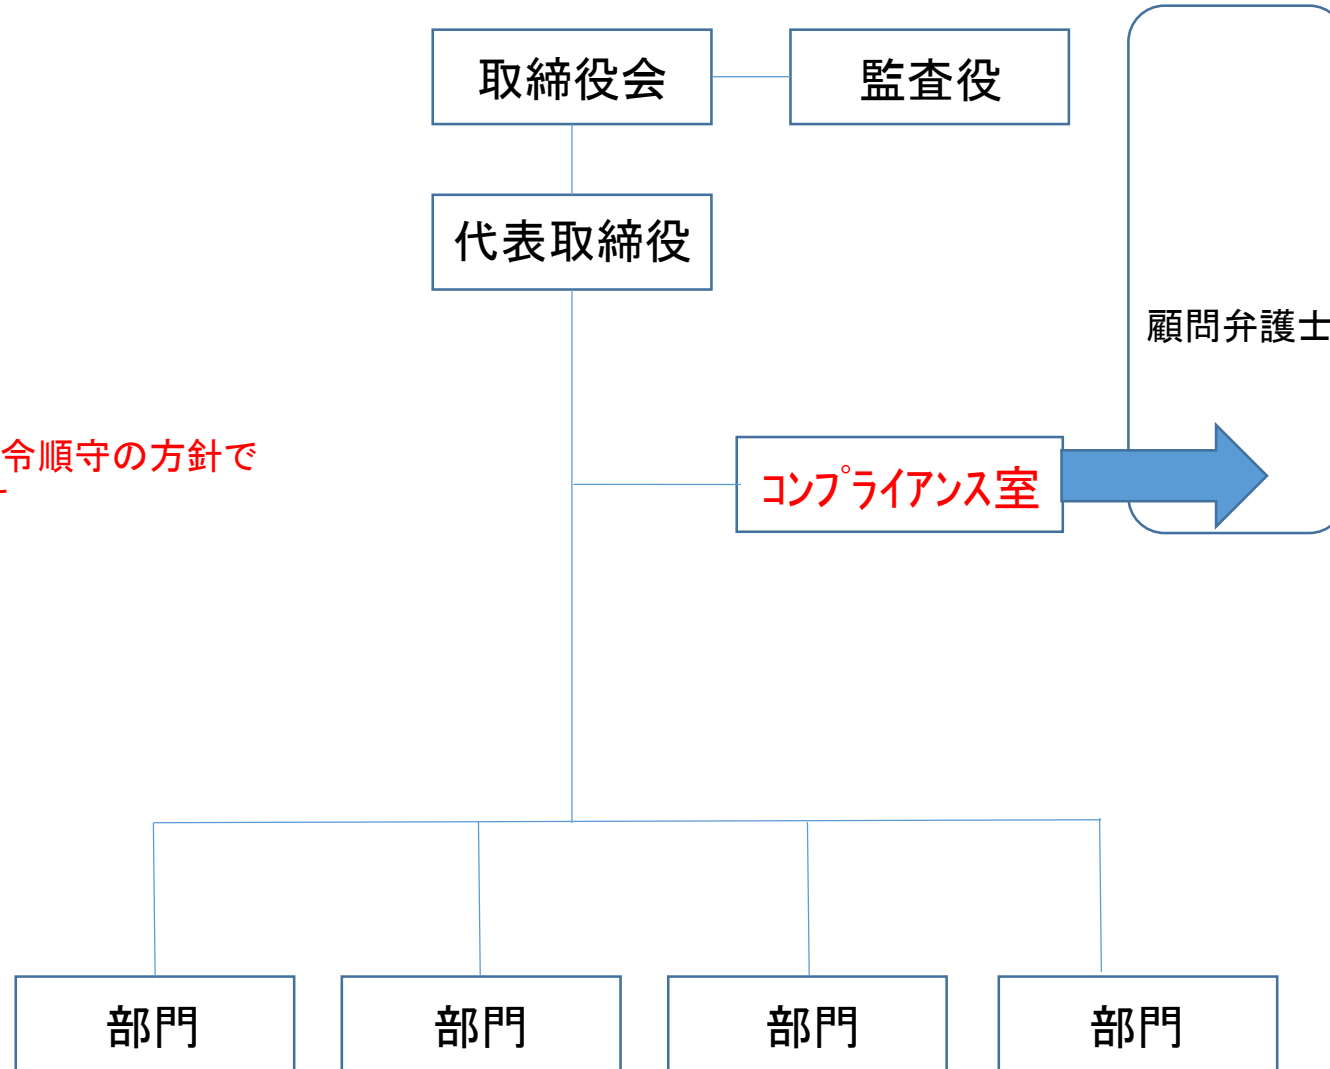 取締役会
監査役
代表取締役
顧問弁護士
令順守の方針で
コンプライアンス室
部門
部門
部門
部門